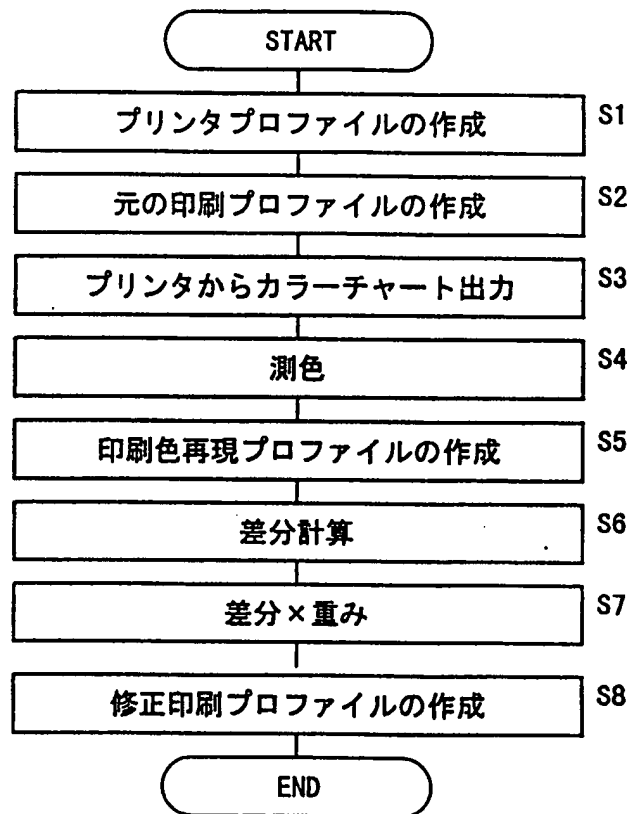 START
プリンタプロファイルの作成 S1
元の印刷プロファイルの作成 S2
プリンタからカラーチャート出力 S3
測色 S4
印刷色再現プロファイルの作成 S5
差分計算 S6
差分×重み S7
修正印刷プロファイルの作成 S8
END